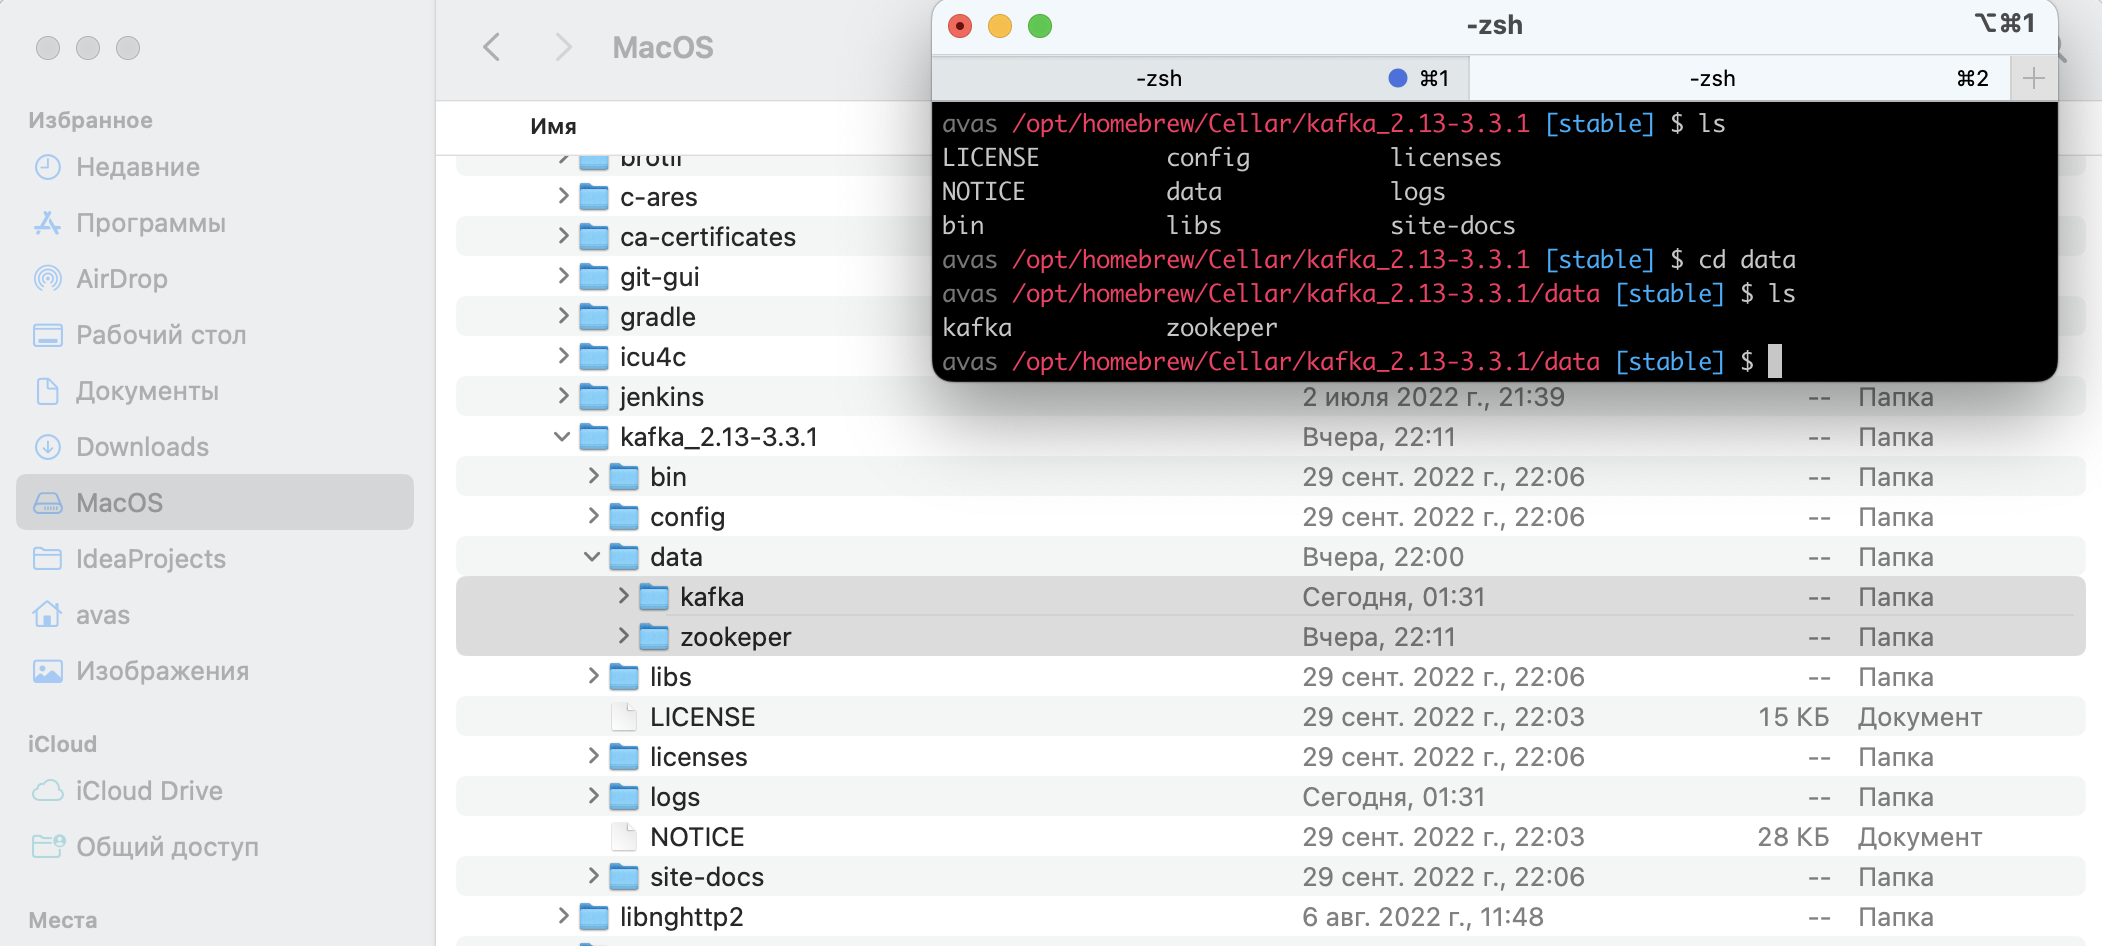 MacOS
-zsh
⌥⌘1
-zsh
⌘1
-zsh
⌘2
avas /opt/homebrew/Cellar/kafka_2.13-3.3.1 [stable] $ ls
LICENSE config licenses
NOTICE data logs
bin libs site-docs
avas /opt/homebrew/Cellar/kafka_2.13-3.3.1 [stable] $ cd data
avas /opt/homebrew/Cellar/kafka_2.13-3.3.1/data [stable] $ ls
kafka zookeper
avas /opt/homebrew/Cellar/kafka_2.13-3.3.1/data [stable] $
Избранное
Недавние
Программы
AirDrop
Рабочий стол
Документы
Downloads
MacOS
IdeaProjects
avas
Изображения
iCloud
iCloud Drive
Общий доступ
Места
Имя
brotli
c-ares
ca-certificates
git-gui
gradle
icu4c
jenkins 2 июля 2022 г., 21:39 -- Папка
kafka_2.13-3.3.1 Вчера, 22:11 -- Папка
bin 29 сент. 2022 г., 22:06 -- Папка
config 29 сент. 2022 г., 22:06 -- Папка
data Вчера, 22:00 -- Папка
kafka Сегодня, 01:31 -- Папка
zookeper Вчера, 22:11 -- Папка
libs 29 сент. 2022 г., 22:06 -- Папка
LICENSE 29 сент. 2022 г., 22:03 15 КБ Документ
licenses 29 сент. 2022 г., 22:06 -- Папка
logs Сегодня, 01:31 -- Папка
NOTICE 29 сент. 2022 г., 22:03 28 КБ Документ
site-docs 29 сент. 2022 г., 22:06 -- Папка
libnghttp2 6 авг. 2022 г., 11:48 -- Папка